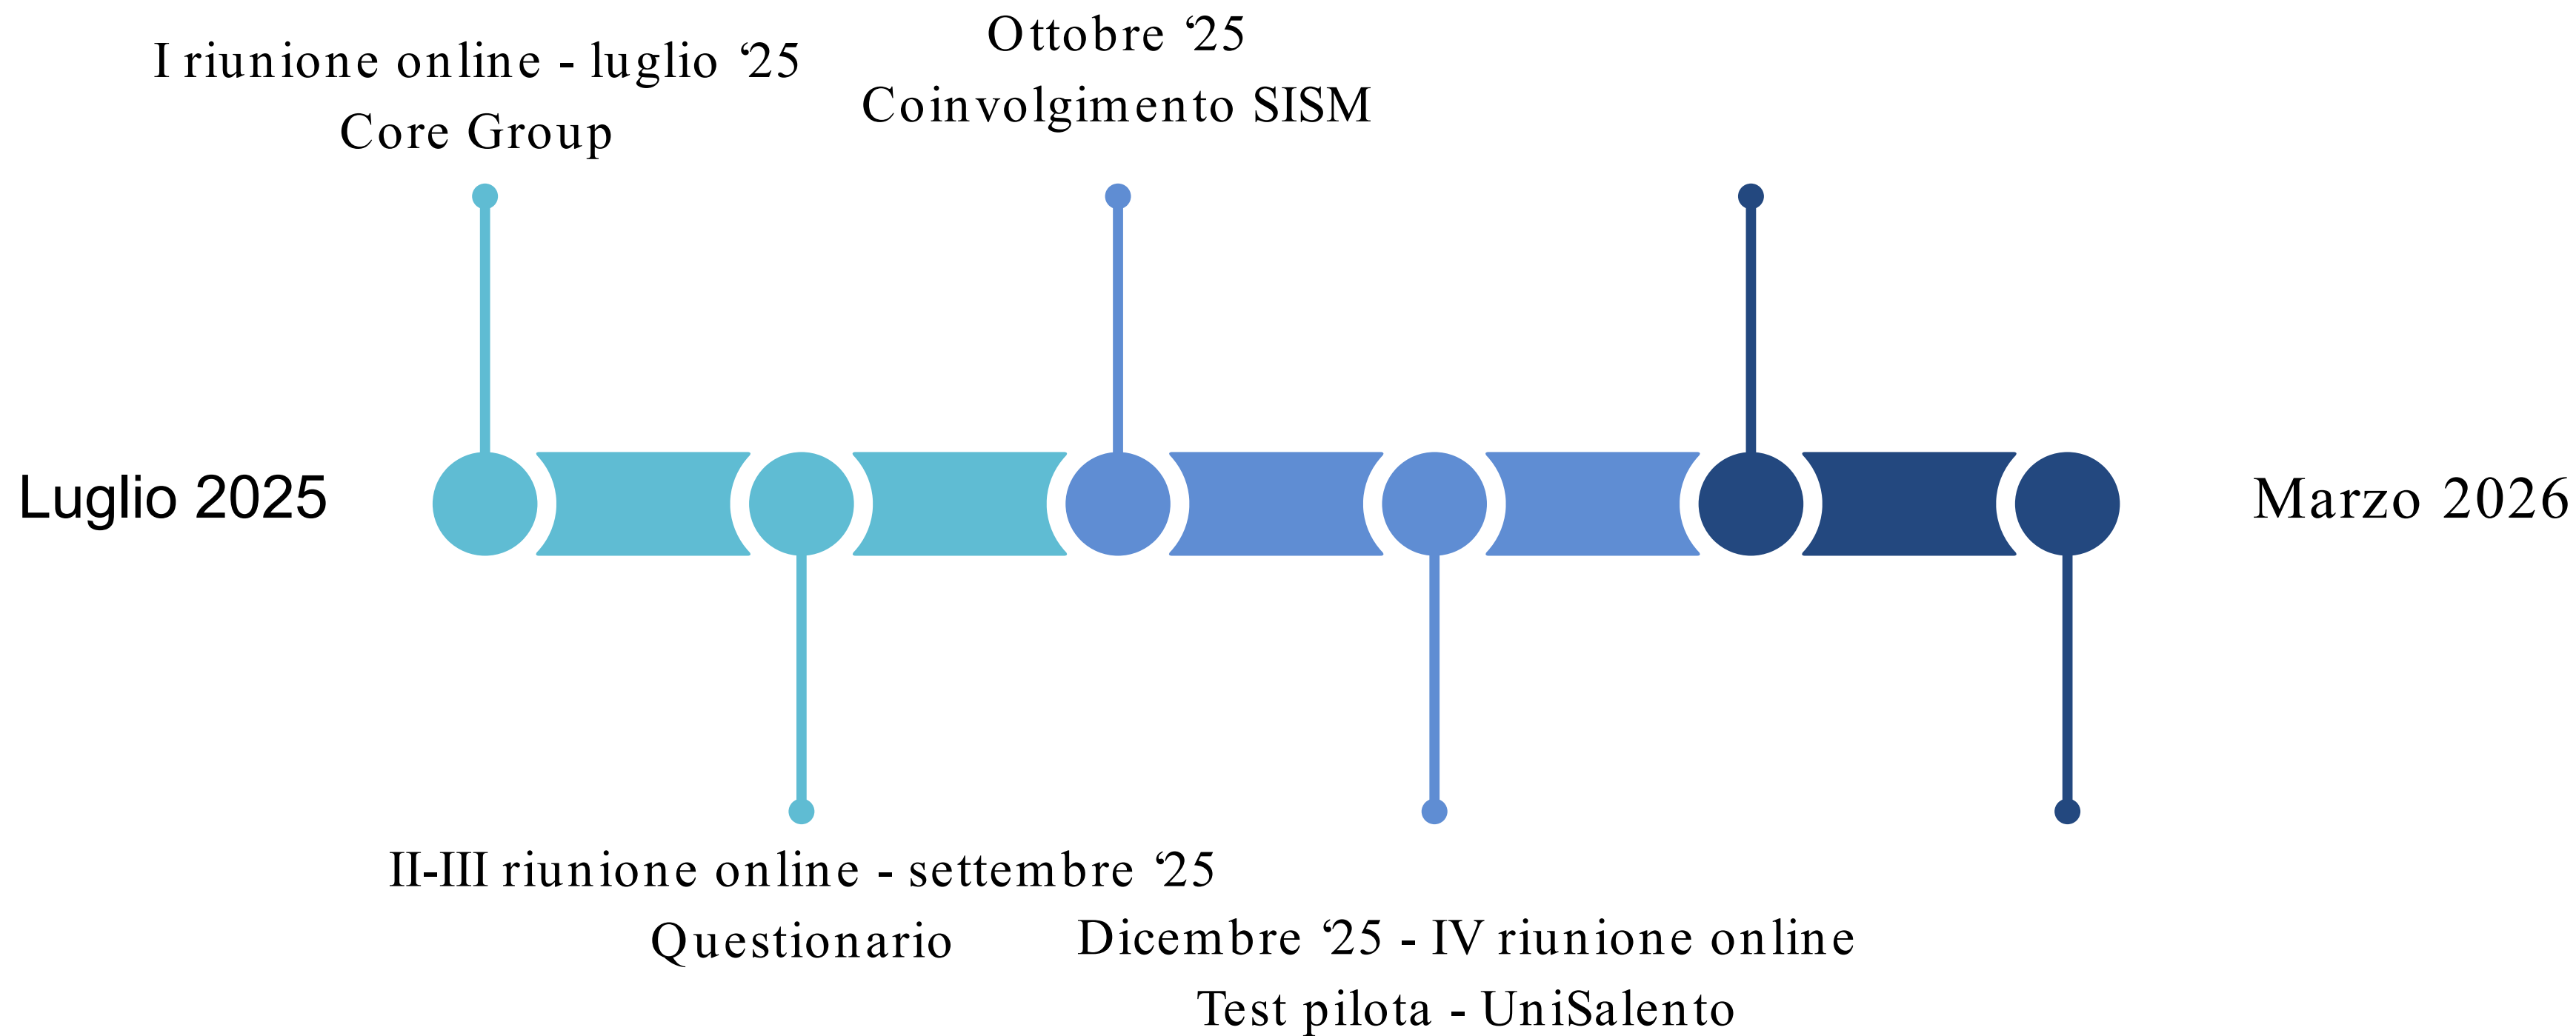 I riunione online - luglio ‘25
Core Group
Ottobre ‘25
Coinvolgimento SISM
Luglio 2025
Marzo 2026
II-III riunione online - settembre ‘25
Questionario
Dicembre ‘25 - IV riunione online
Test pilota - UniSalento